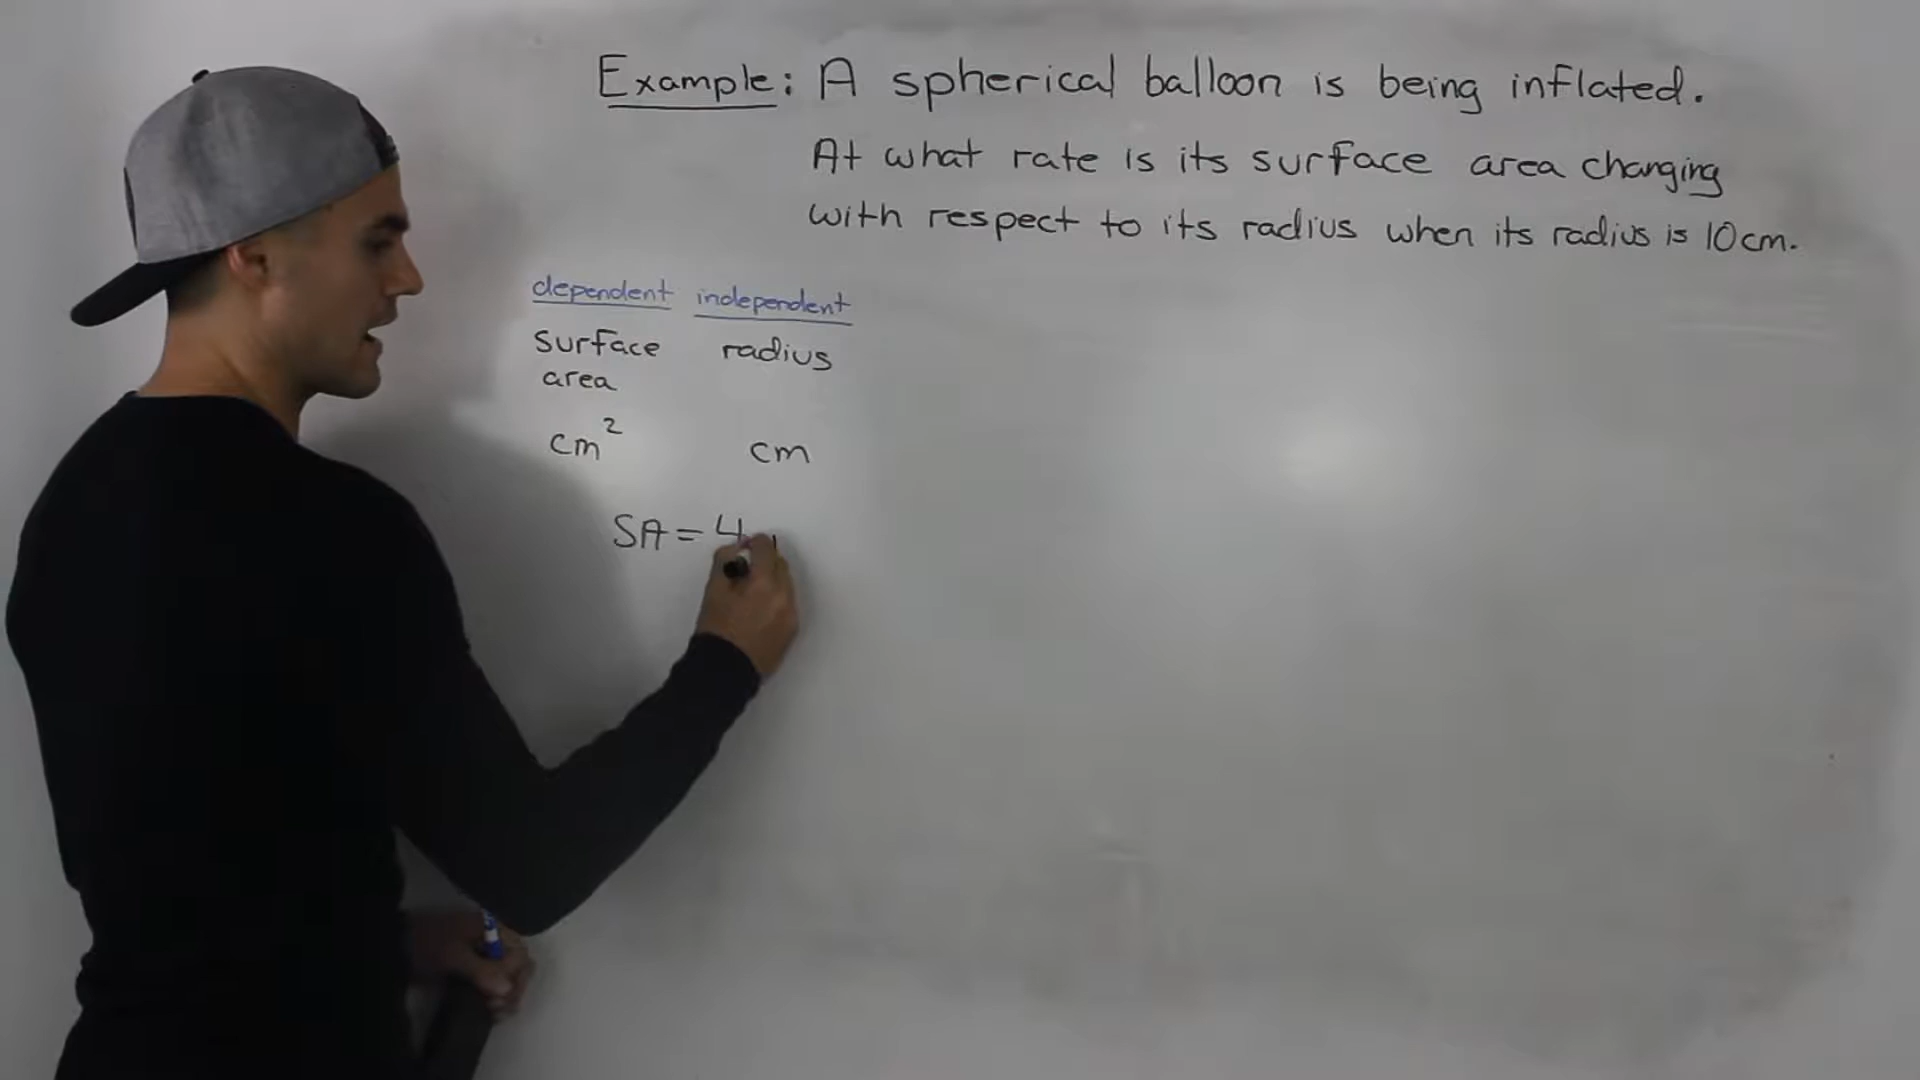 Example: A spherical balloon is being inflated.
At what rate is its surface area changing
with respect to its radius when its radius is 10cm.
dependent independent
surface radius
area
cm² cm
SA = 4